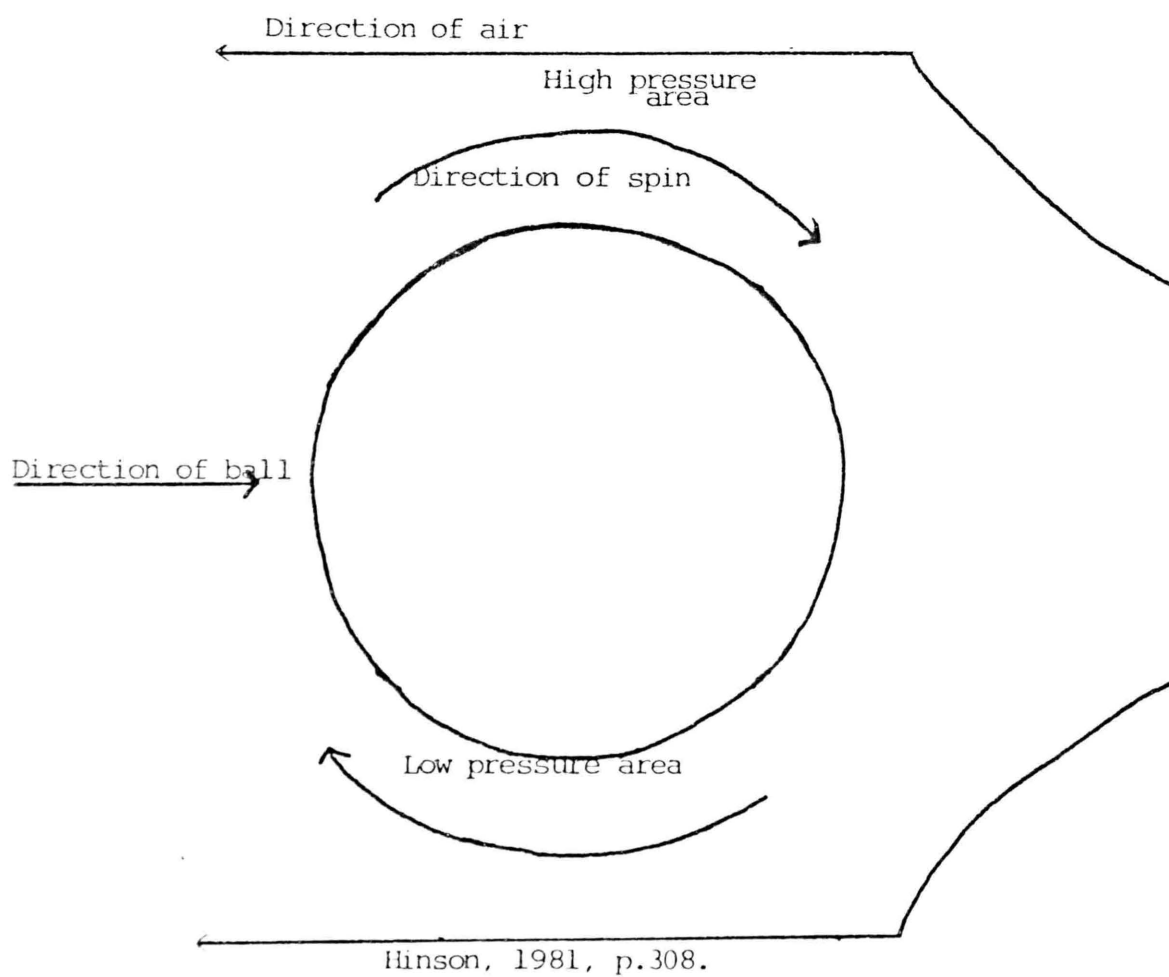 Direction of air
High pressure
area
Direction of spin
Direction of ball
Low pressure area
Hinson, 1981, p.308.